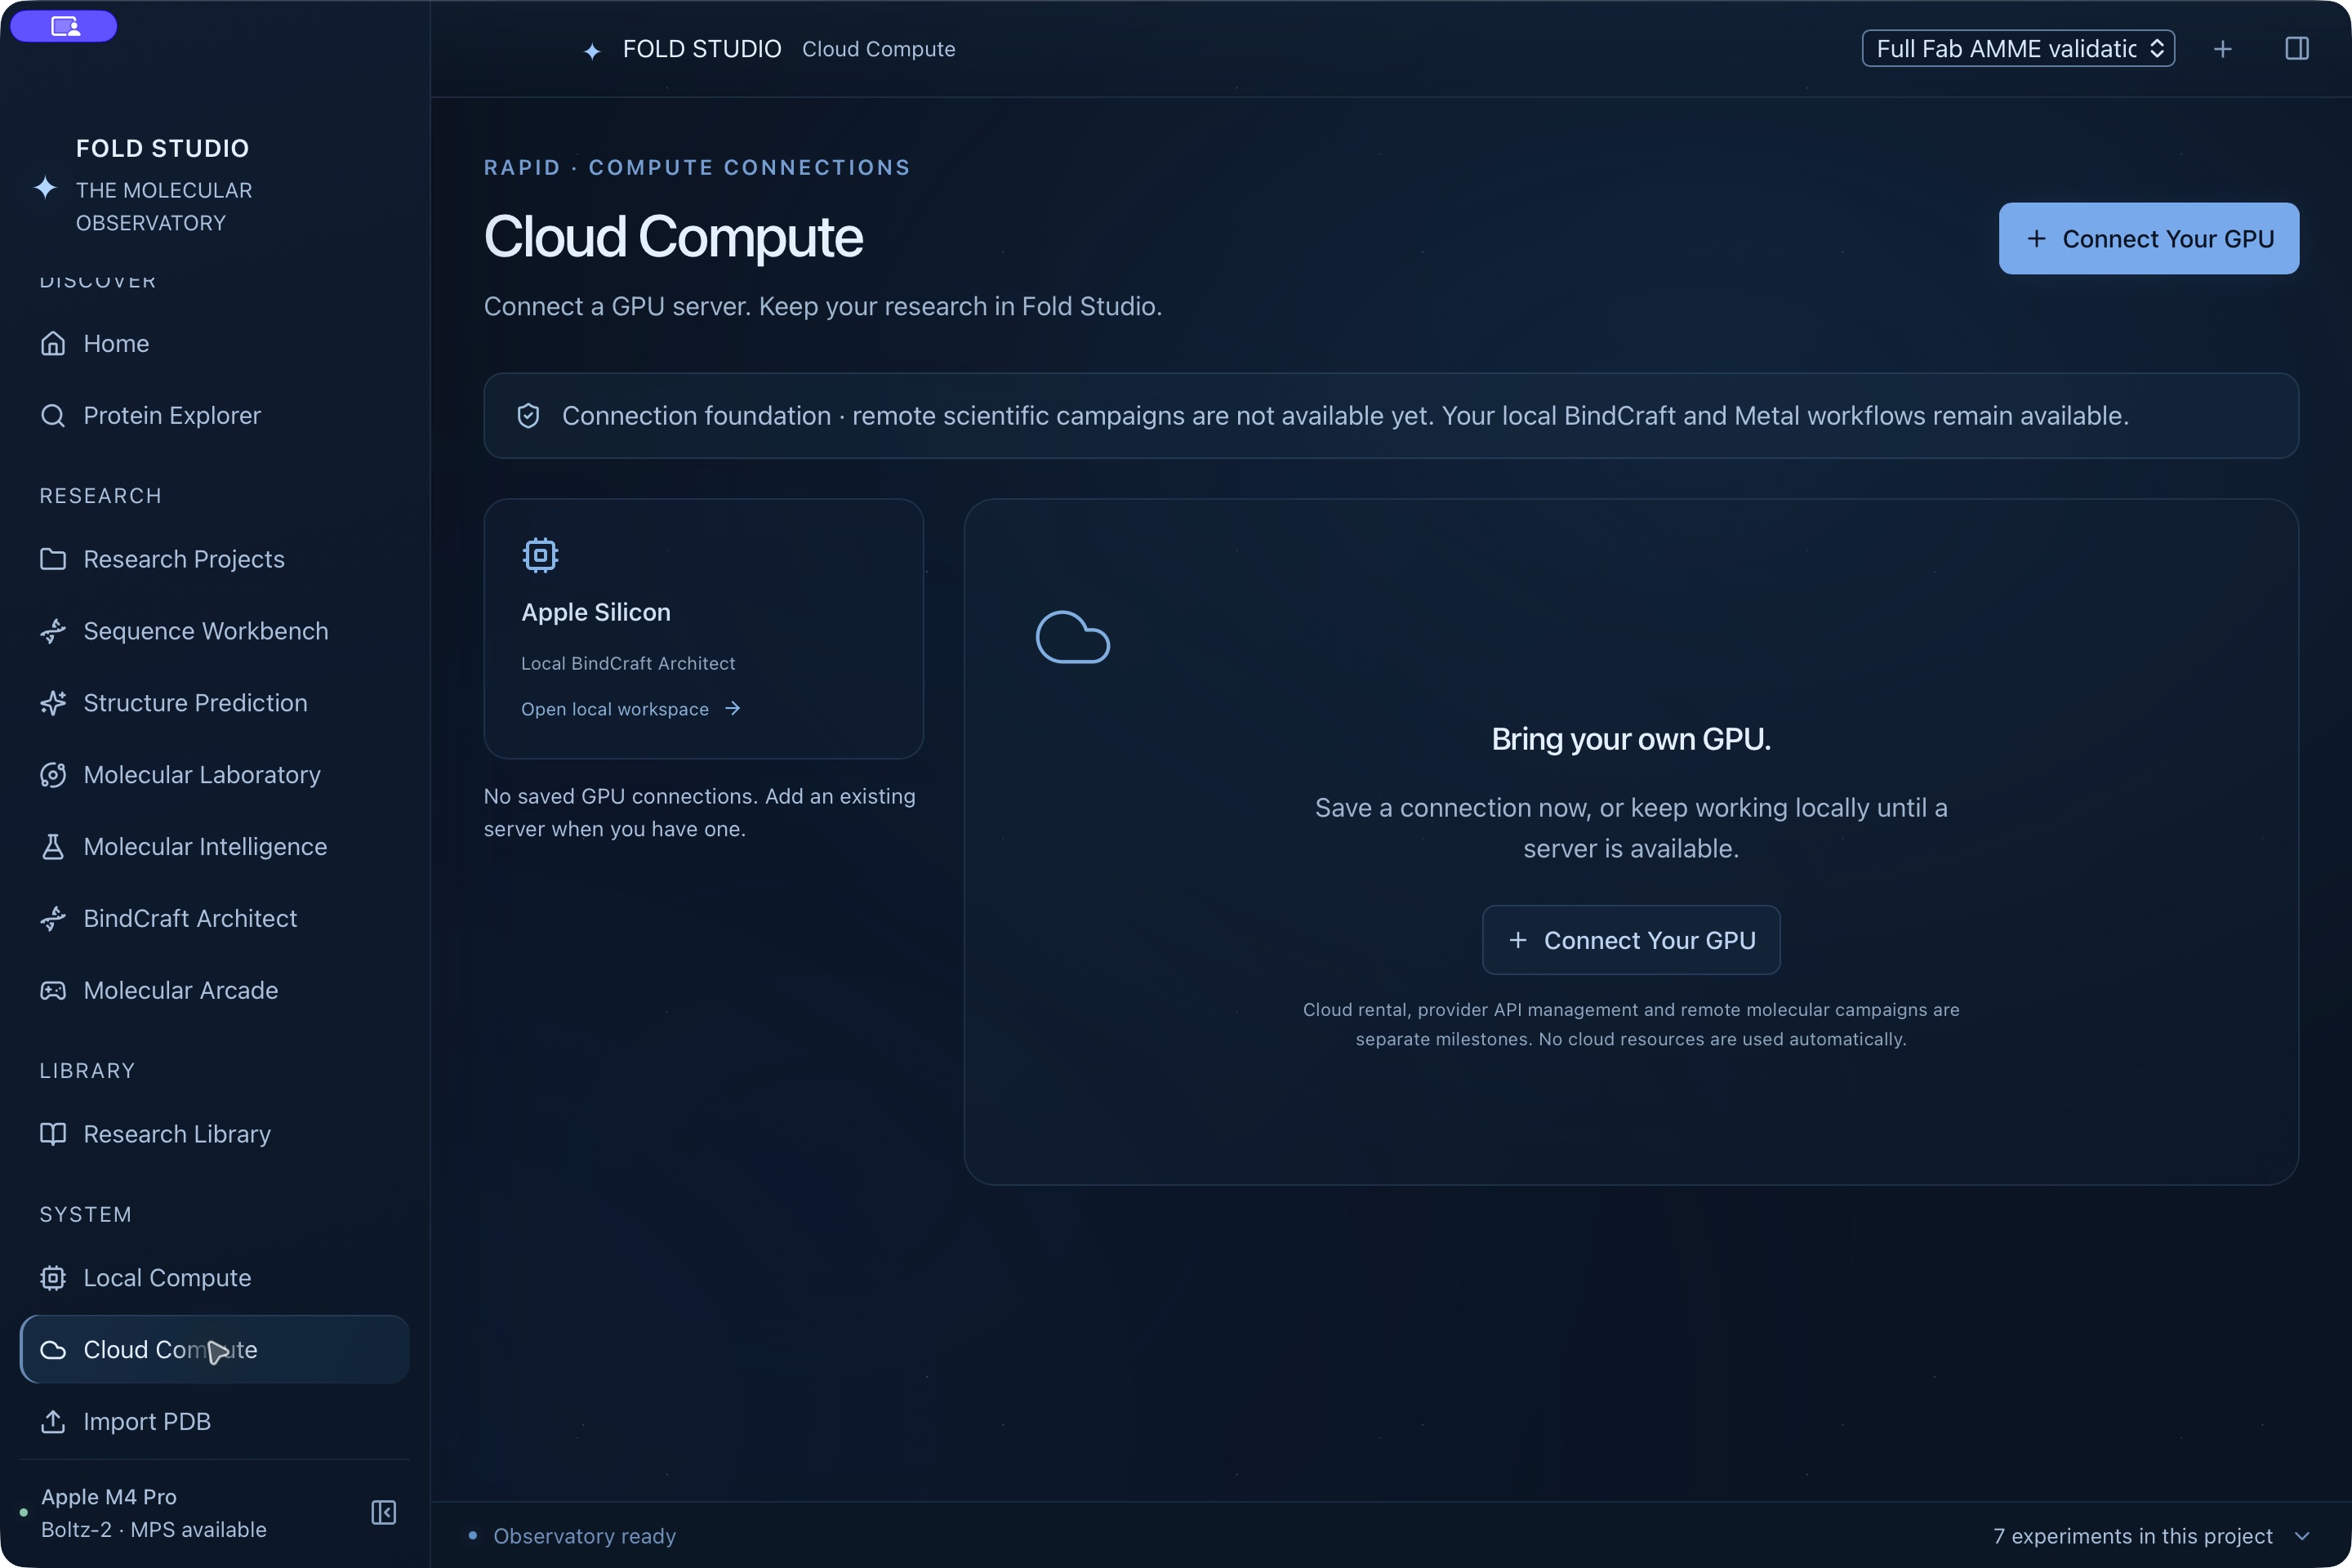 FOLD STUDIO
THE MOLECULAR
OBSERVATORY
DISCOVER
Home
Protein Explorer
RESEARCH
Research Projects
Sequence Workbench
Structure Prediction
Molecular Laboratory
Molecular Intelligence
BindCraft Architect
Molecular Arcade
LIBRARY
Research Library
SYSTEM
Local Compute
Cloud Compute
Import PDB
Apple M4 Pro
Boltz-2 · MPS available
FOLD STUDIO Cloud Compute
Full Fab AMME validatic
RAPID · COMPUTE CONNECTIONS
Cloud Compute
Connect Your GPU
Connect a GPU server. Keep your research in Fold Studio.
Connection foundation · remote scientific campaigns are not available yet. Your local BindCraft and Metal workflows remain available.
Apple Silicon
Local BindCraft Architect
Open local workspace →
No saved GPU connections. Add an existing
server when you have one.
Bring your own GPU.
Save a connection now, or keep working locally until a
server is available.
Connect Your GPU
Cloud rental, provider API management and remote molecular campaigns are
separate milestones. No cloud resources are used automatically.
Observatory ready
7 experiments in this project